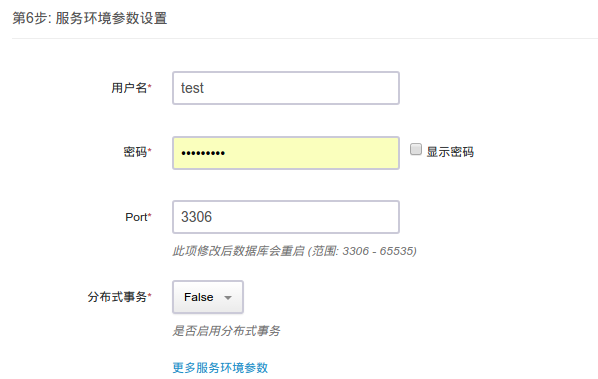 第6步: 服务环境参数设置
用户名* test
密码* ••••••••• 显示密码
Port* 3306
此项修改后数据库会重启 (范围: 3306 - 65535)
分布式事务* False
是否启用分布式事务
更多服务环境参数